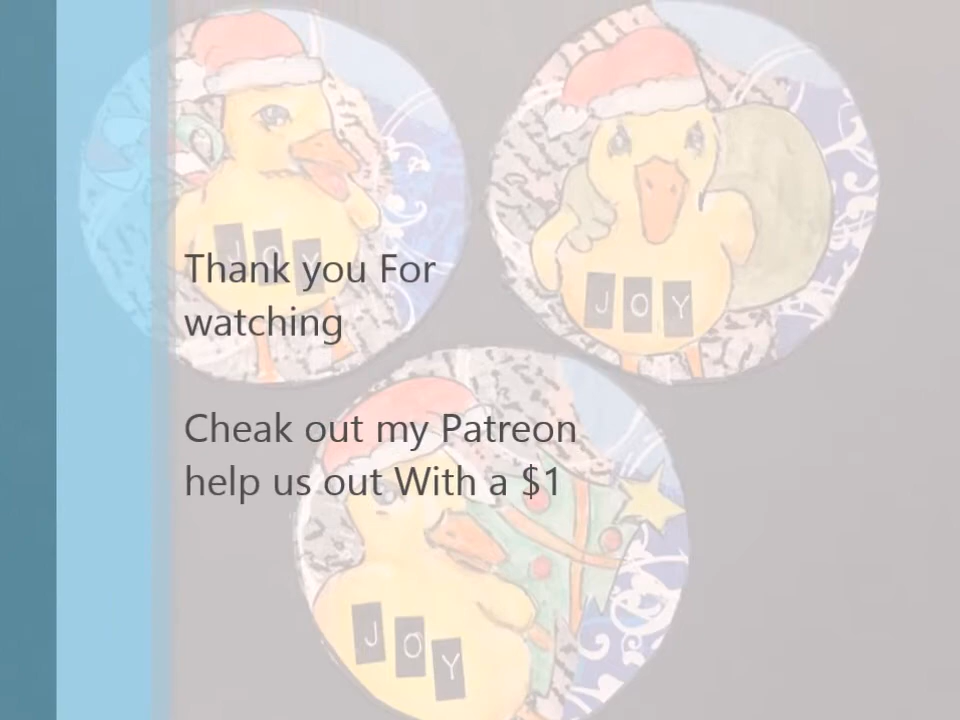 JOY
JOY
Thank you For
watching
Cheak out my Patreon
help us out With a $1
JOY